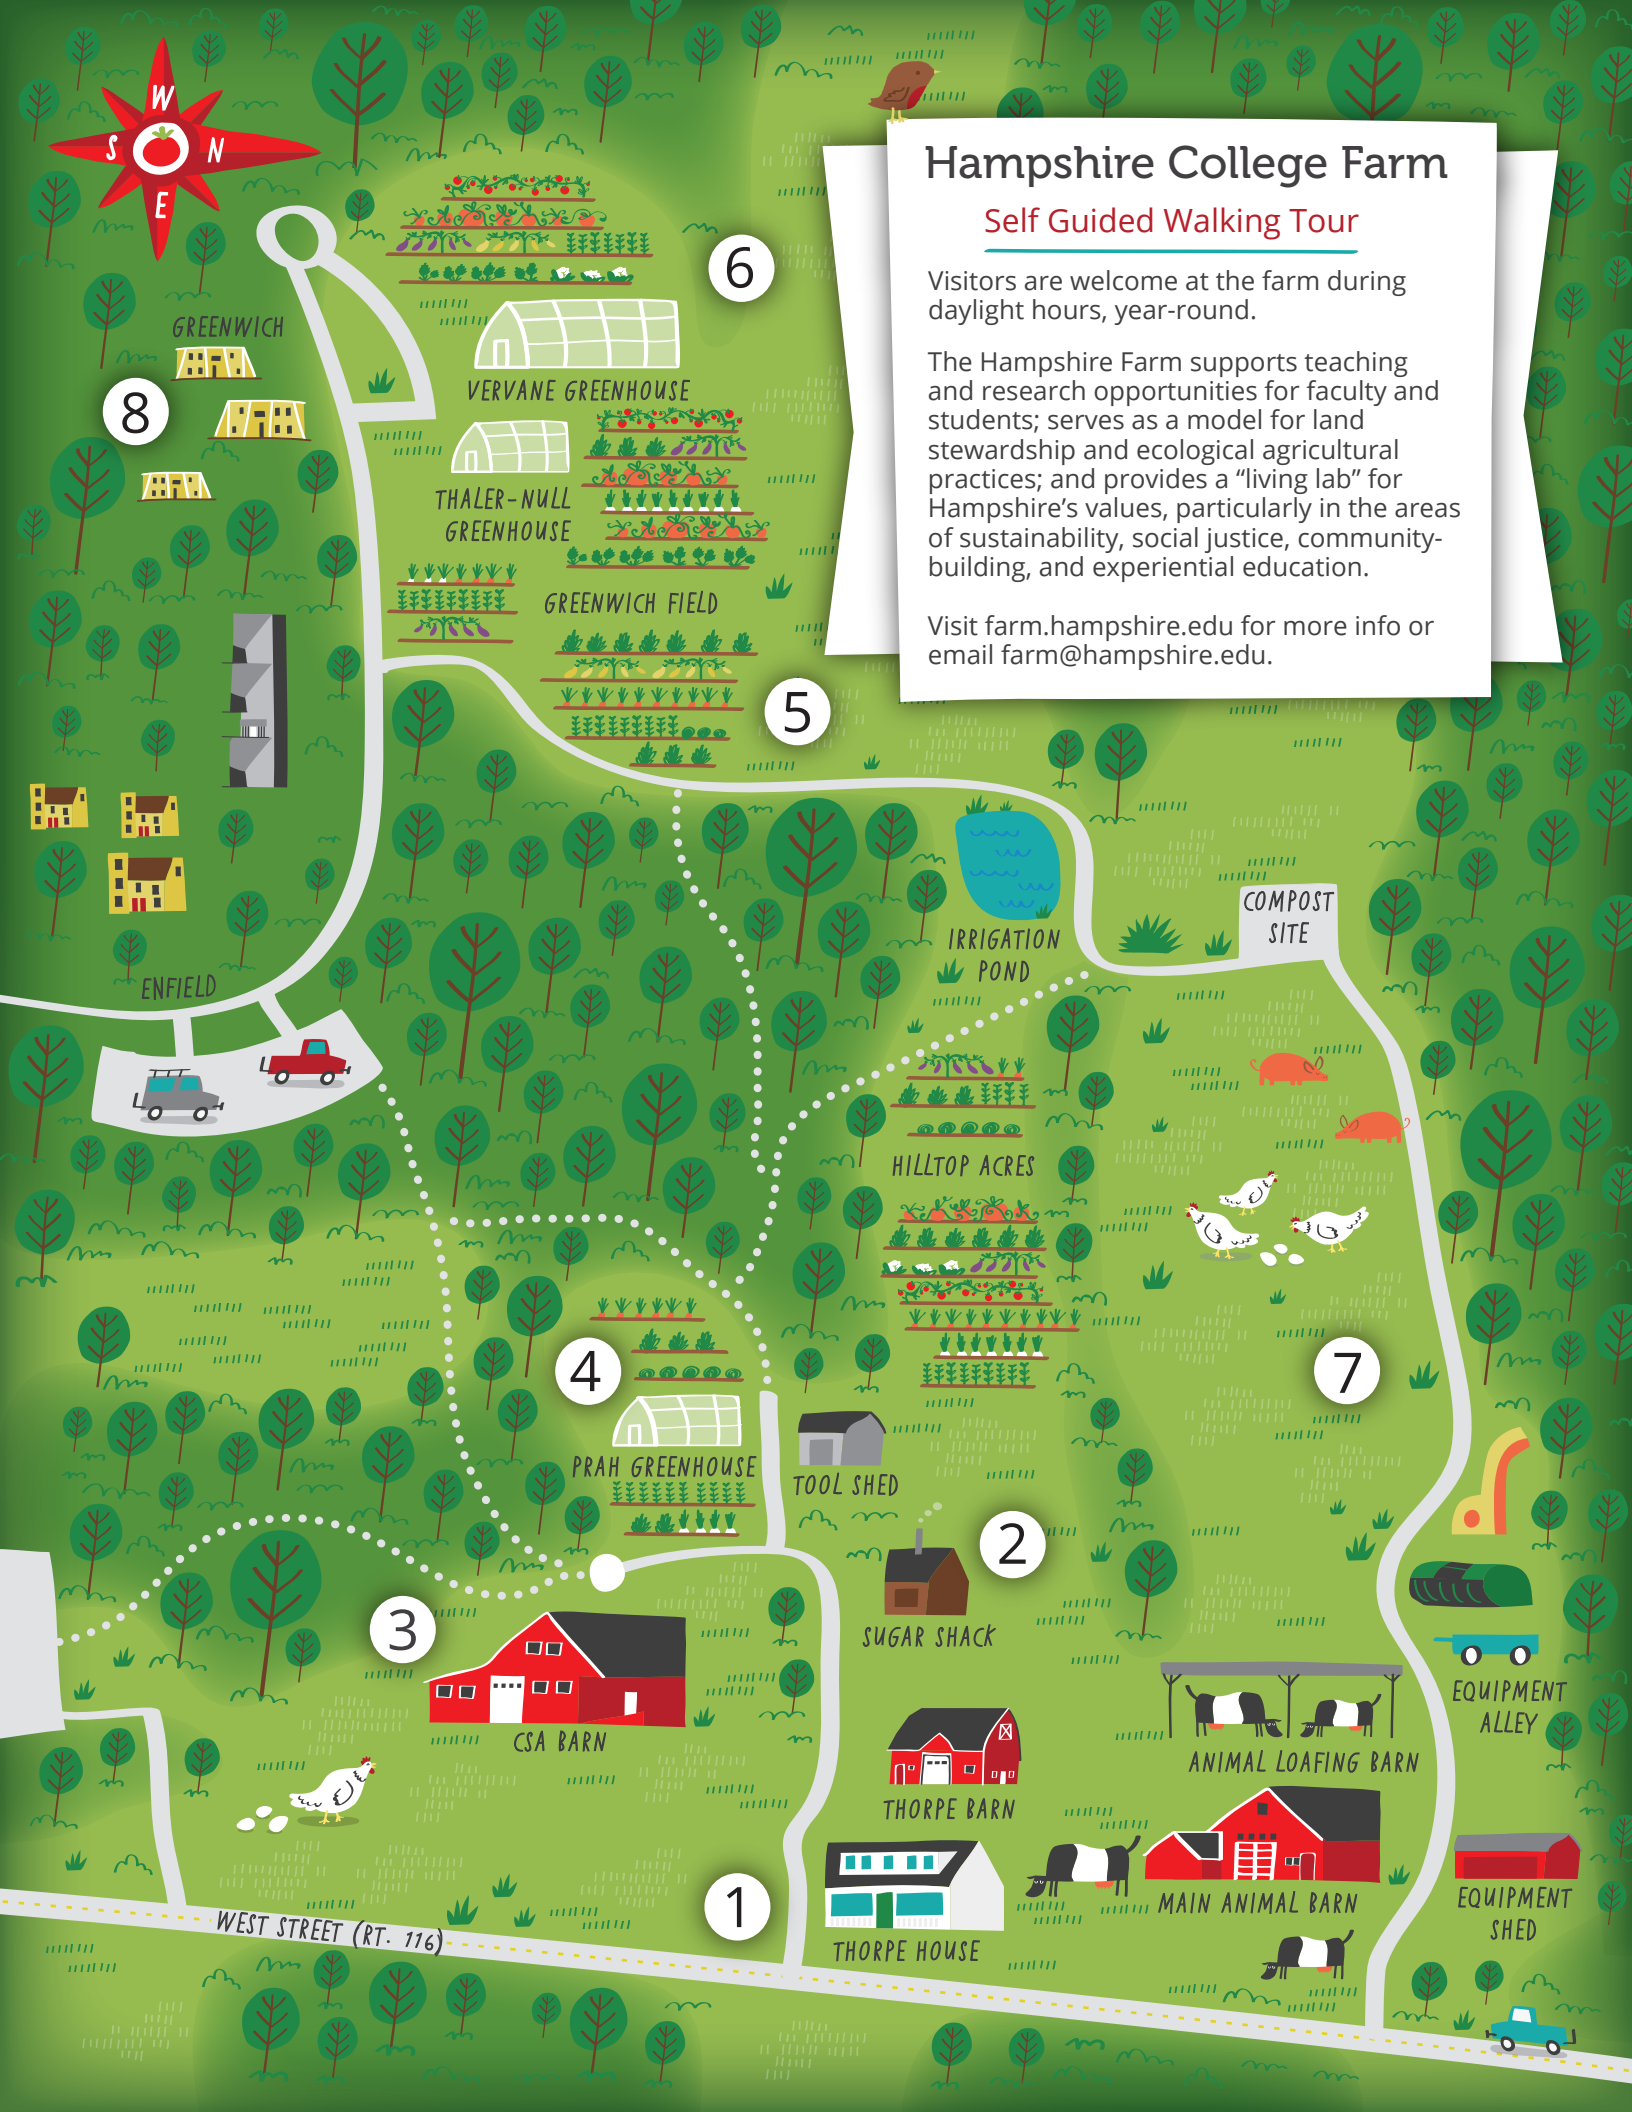 W
S
N
E
Hampshire College Farm
Self Guided Walking Tour
Visitors are welcome at the farm during
daylight hours, year-round.
The Hampshire Farm supports teaching
and research opportunities for faculty and
students; serves as a model for land
stewardship and ecological agricultural
practices; and provides a “living lab” for
Hampshire’s values, particularly in the areas
of sustainability, social justice, community-
building, and experiential education.
Visit farm.hampshire.edu for more info or
email farm@hampshire.edu.
6
GREENWICH
8
VERVANE GREENHOUSE
THALER-NULL
GREENHOUSE
GREENWICH FIELD
5
COMPOST
SITE
IRRIGATION
POND
ENFIELD
HILLTOP ACRES
4
7
PRAH GREENHOUSE
TOOL SHED
2
3
SUGAR SHACK
CSA BARN
EQUIPMENT
ALLEY
ANIMAL LOAFING BARN
THORPE BARN
1
MAIN ANIMAL BARN
EQUIPMENT
SHED
WEST STREET (RT. 116)
THORPE HOUSE